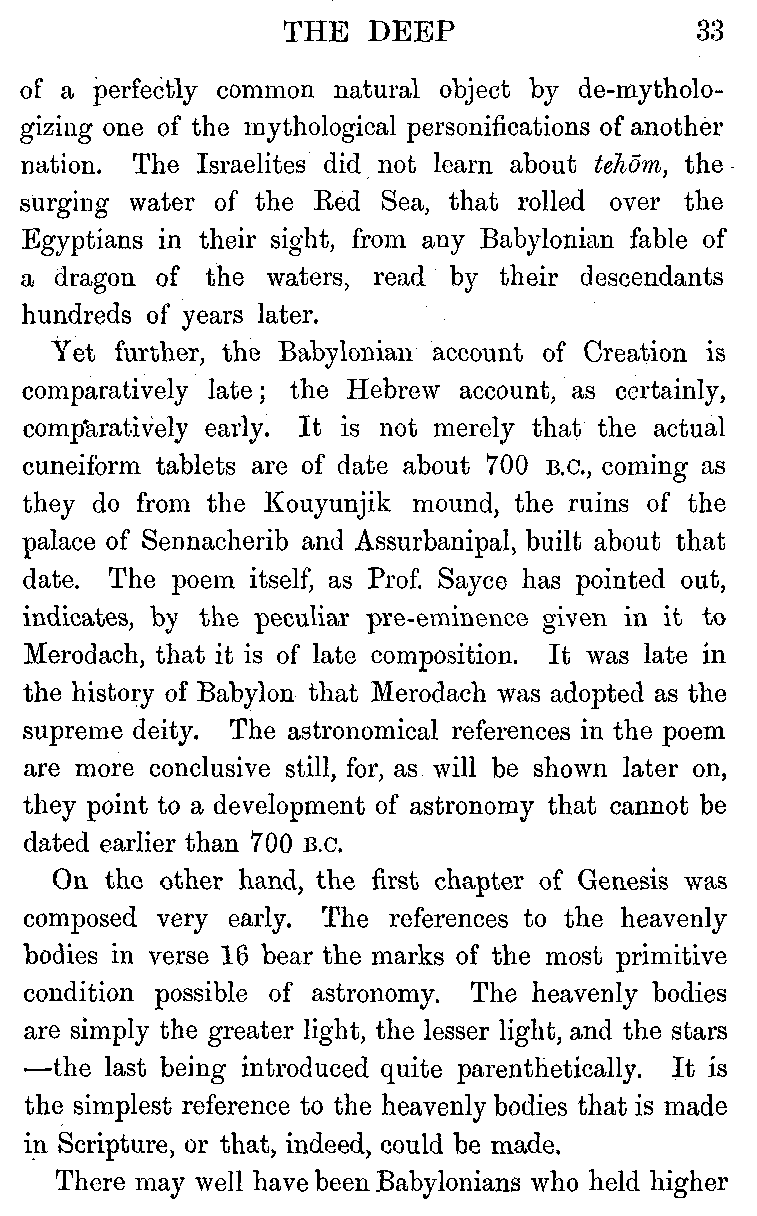 THE DEEP 33
of a perfectly common natural object by de-mytholo-
gizing one of the mythological personifications of another
nation. The Israelites did not learn about tehōm, the
surging water of the Red Sea, that rolled over the
Egyptians in their sight, from any Babylonian fable of
a dragon of the waters, read by their descendants
hundreds of years later.
Yet further, the Babylonian account of Creation is
comparatively late; the Hebrew account, as certainly,
comparatively early. It is not merely that the actual
cuneiform tablets are of date about 700 B.C., coming as
they do from the Kouyunjik mound, the ruins of the
palace of Sennacherib and Assurbanipal, built about that
date. The poem itself, as Prof. Sayce has pointed out,
indicates, by the peculiar pre-eminence given in it to
Merodach, that it is of late composition. It was late in
the history of Babylon that Merodach was adopted as the
supreme deity. The astronomical references in the poem
are more conclusive still, for, as will be shown later on,
they point to a development of astronomy that cannot be
dated earlier than 700 B.C.
On the other hand, the first chapter of Genesis was
composed very early. The references to the heavenly
bodies in verse 16 bear the marks of the most primitive
condition possible of astronomy. The heavenly bodies
are simply the greater light, the lesser light, and the stars
—the last being introduced quite parenthetically. It is
the simplest reference to the heavenly bodies that is made
in Scripture, or that, indeed, could be made.
There may well have been Babylonians who held higher